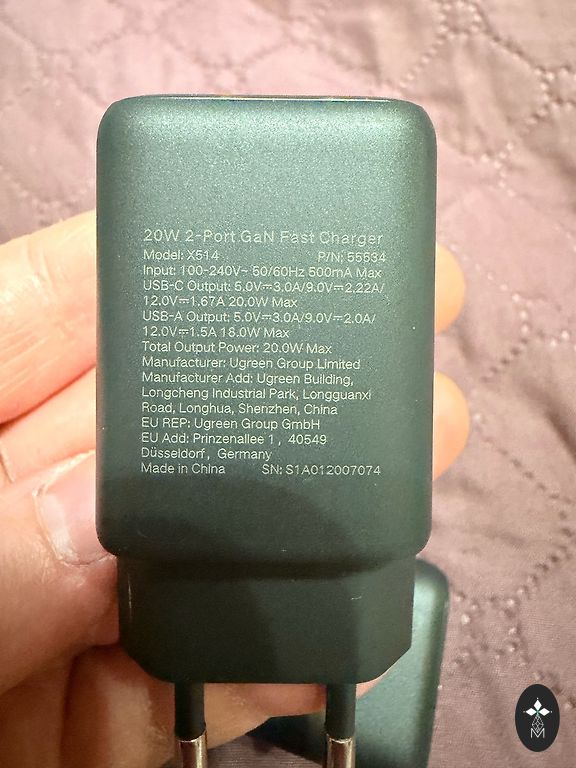 20W 2-Port GaN Fast Charger
Model: X514 P/N: 55534
Input: 100-240V~ 50/60Hz 500mA Max
USB-C Output: 5.0V⎓3.0A/9.0V⎓2.22A/
12.0V⎓1.67A 20.0W Max
USB-A Output: 5.0V⎓3.0A/9.0V⎓2.0A/
12.0V⎓1.5A 18.0W Max
Total Output Power: 20.0W Max
Manufacturer: Ugreen Group Limited
Manufacturer Add: Ugreen Building,
Longcheng Industrial Park, Longguanxi
Road, Longhua, Shenzhen, China
EU REP: Ugreen Group GmbH
EU Add: Prinzenallee 1, 40549
Düsseldorf, Germany
Made in China SN: S1A012007074
M